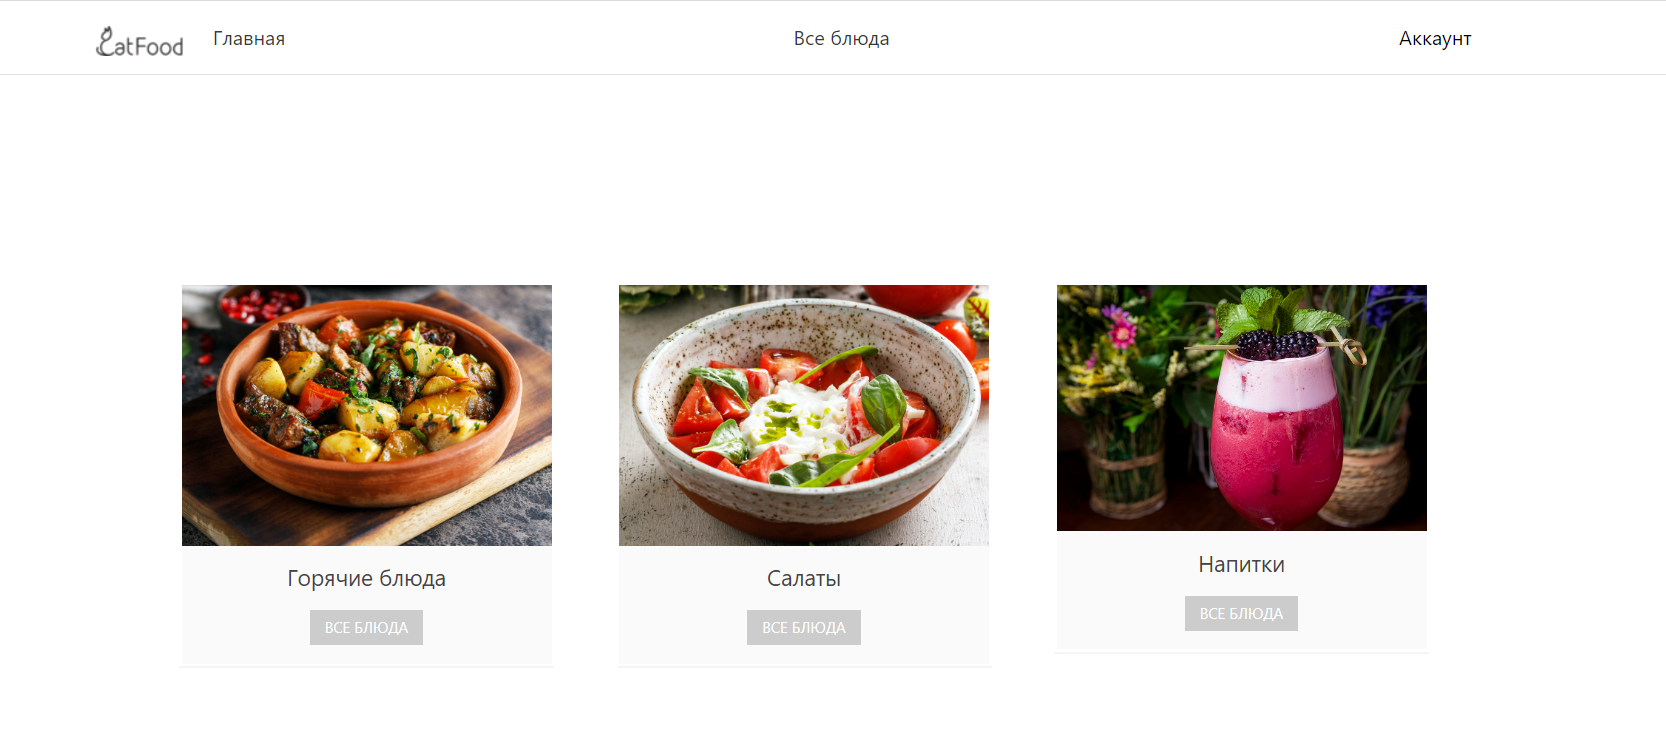 EatFood
Главная
Все блюда
Аккаунт
Горячие блюда
ВСЕ БЛЮДА
Салаты
ВСЕ БЛЮДА
Напитки
ВСЕ БЛЮДА